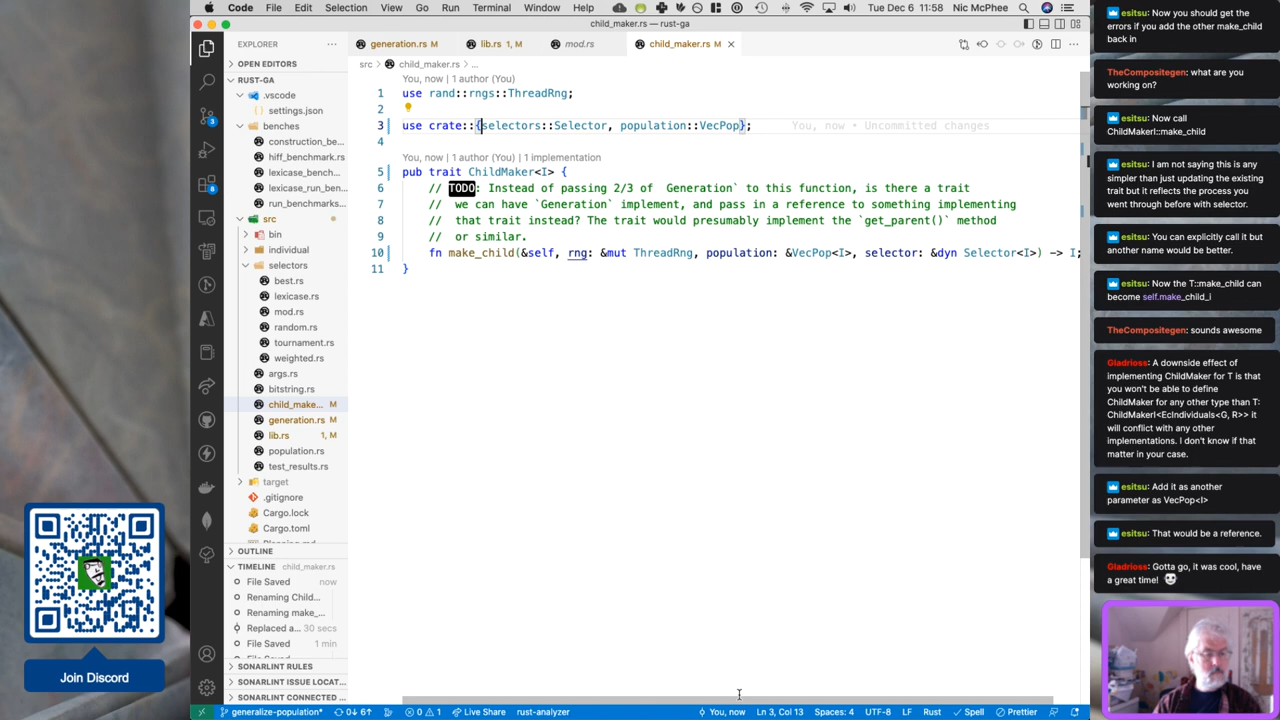 Code File Edit Selection View Go Run Terminal Window Help
Tue Dec 6 11:58 Nic McPhee
child_maker.rs — rust-ga
EXPLORER
OPEN EDITORS
RUST-GA
.vscode
settings.json
benches
construction_be...
hiff_benchmark.rs
lexicase_bench...
lexicase_run_ben...
run_benchmarks...
src
bin
individual
selectors
best.rs
lexicase.rs
mod.rs
random.rs
tournament.rs
weighted.rs
args.rs
bitstring.rs
child_make... M
generation.rs M
lib.rs 1, M
population.rs
test_results.rs
target
.gitignore
Cargo.lock
Cargo.toml
OUTLINE
TIMELINE child_maker.rs
File Saved now
Renaming Child...
Renaming make_...
Replaced a... 30 secs
File Saved 1 min
SONARLINT RULES
SONARLINT ISSUE LOCAT...
SONARLINT CONNECTED ...
generation.rs M
lib.rs 1, M
mod.rs
child_maker.rs M
src > child_maker.rs > ...
You, now | 1 author (You)
1 use rand::rngs::ThreadRng;
2
3 use crate::{selectors::Selector, population::VecPop}; You, now • Uncommitted changes
4
You, now | 1 author (You) | 1 implementation
5 pub trait ChildMaker<I> {
6 // TODO: Instead of passing 2/3 of `Generation` to this function, is there a trait
7 // we can have `Generation` implement, and pass in a reference to something implementing
8 // that trait instead? The trait would presumably implement the `get_parent()` method
9 // or similar.
10 fn make_child(&self, rng: &mut ThreadRng, population: &VecPop<I>, selector: &dyn Selector<I>) -> I;
11 }
generalize-population* 0↓ 6↑ 0 1 Live Share rust-analyzer
You, now Ln 3, Col 13 Spaces: 4 UTF-8 LF Rust Spell Prettier
Join Discord
esitsu: Now you should get the
errors if you add the other make_child
back in
TheCompositegen: what are you
working on?
esitsu: Now call
ChildMakerI::make_child
esitsu: I am not saying this is any
simpler than just updating the existing
trait but it reflects the process you
went through before with selector.
esitsu: You can explicitly call it but
another name would be better.
esitsu: Now the T::make_child can
become self.make_child_i
TheCompositegen: sounds awesome
Gladrioss: A downside effect of
implementing ChildMaker for T is that
you won't be able to define
ChildMaker for any other type than T:
ChildMakerI<EcIndividuals<G, R>> it
will conflict with any other
implementations. I don't know if that
matter in your case.
esitsu: Add it as another
parameter as VecPop<I>
esitsu: That would be a reference.
Gladrioss: Gotta go, it was cool, have
a great time!